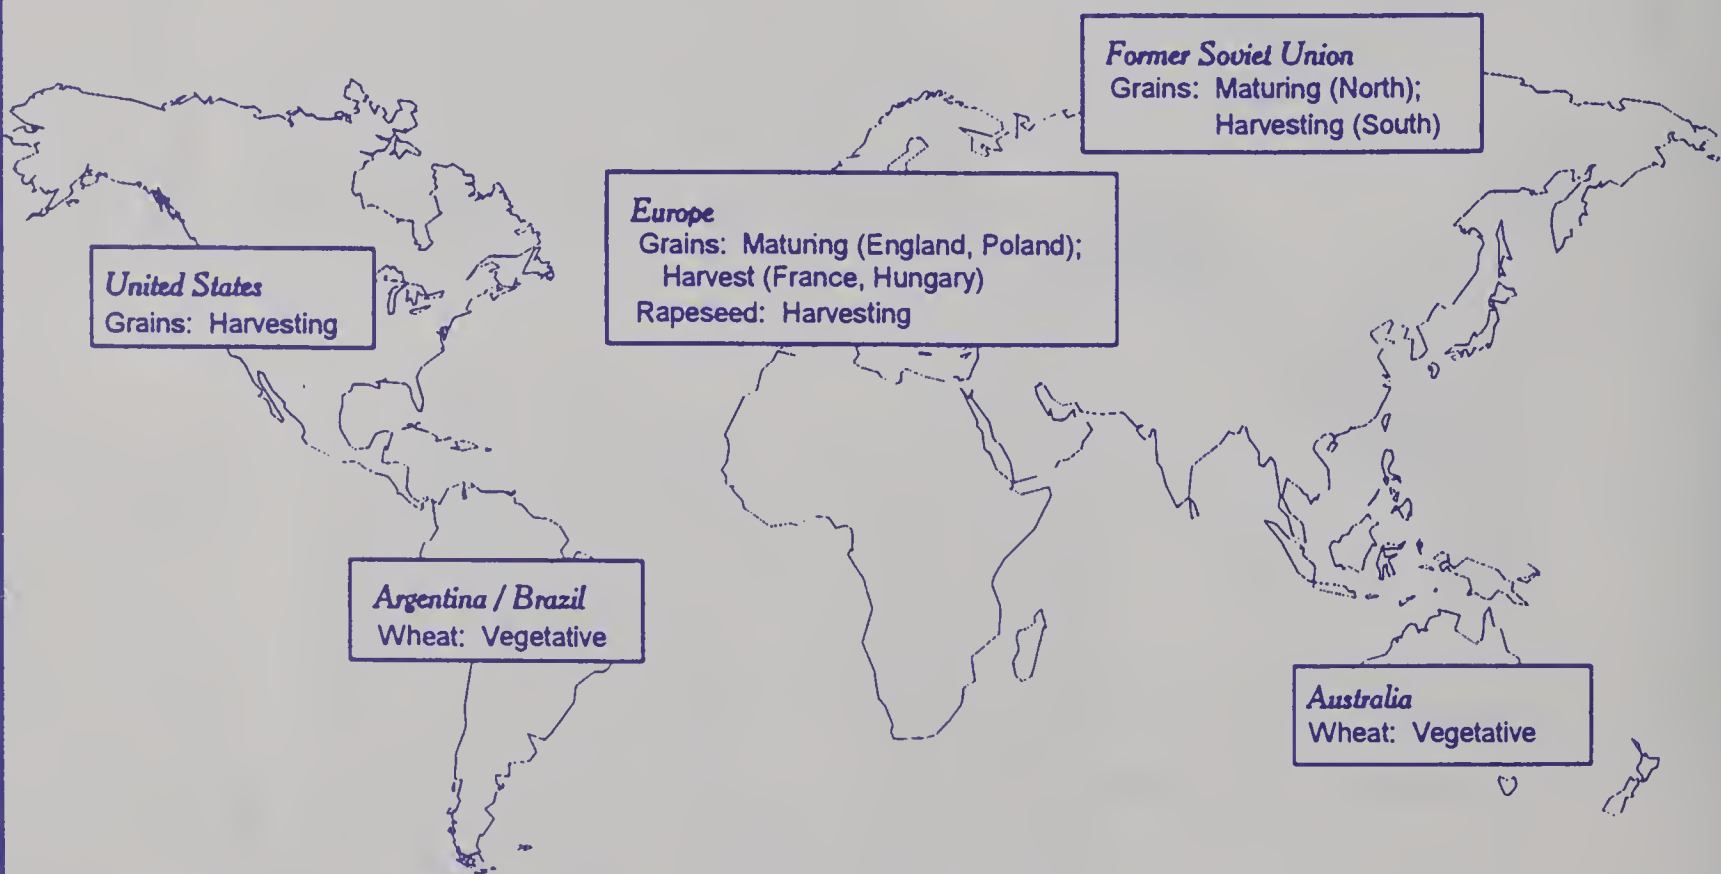 Former Soviet Union
Grains: Maturing (North);
Harvesting (South)
Europe
Grains: Maturing (England, Poland);
Harvest (France, Hungary)
Rapeseed: Harvesting
United States
Grains: Harvesting
Argentina / Brazil
Wheat: Vegetative
Australia
Wheat: Vegetative